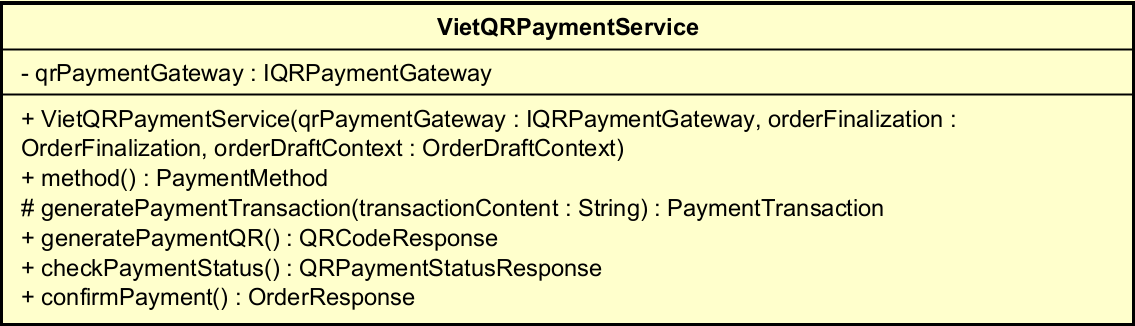 VietQRPaymentService
- qrPaymentGateway : IQRPaymentGateway
+ VietQRPaymentService(qrPaymentGateway : IQRPaymentGateway, orderFinalization :
OrderFinalization, orderDraftContext : OrderDraftContext)
+ method() : PaymentMethod
# generatePaymentTransaction(transactionContent : String) : PaymentTransaction
+ generatePaymentQR() : QRCodeResponse
+ checkPaymentStatus() : QRPaymentStatusResponse
+ confirmPayment() : OrderResponse